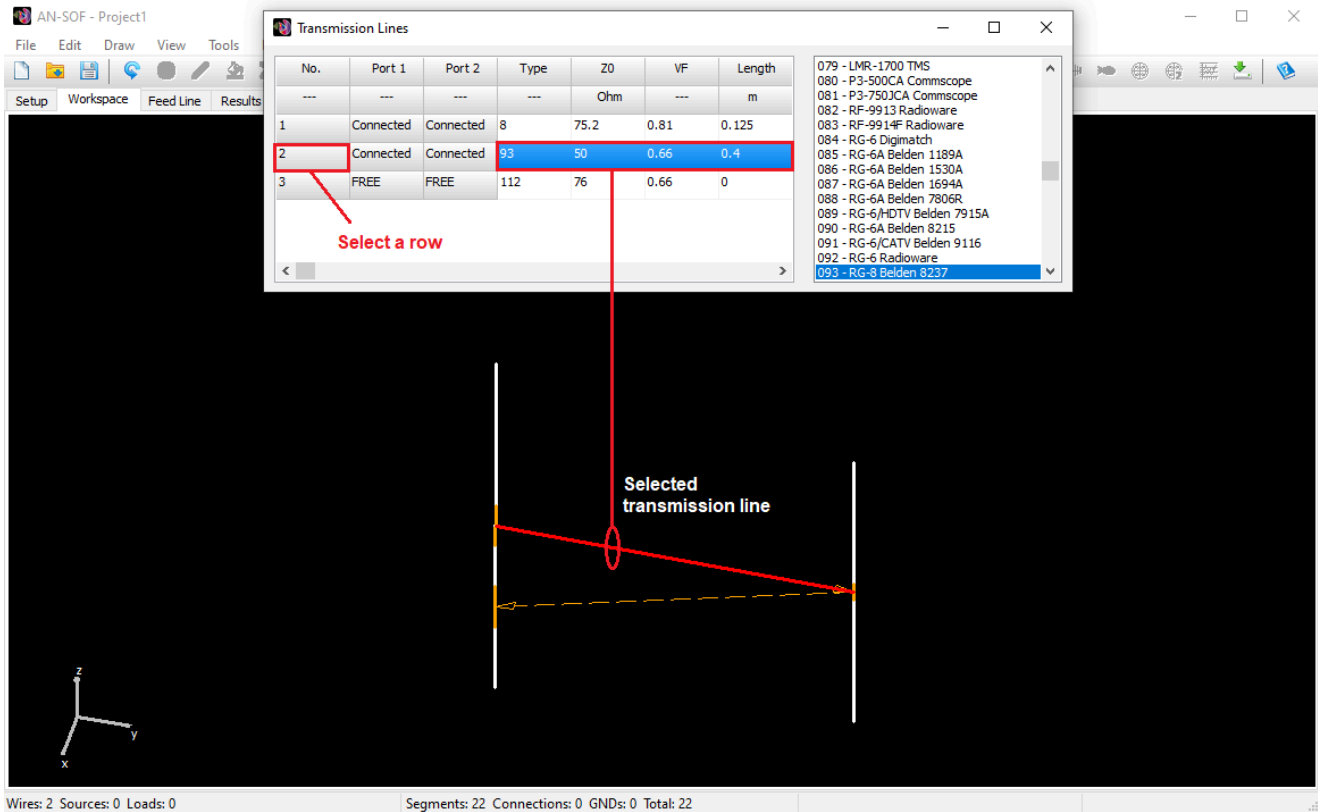 AN-SOF - Project1
File Edit Draw View Tools
Setup Workspace Feed Line Results
Transmission Lines
No. Port 1 Port 2 Type Z0 VF Length
--- --- --- --- Ohm --- m
1 Connected Connected 8 75.2 0.81 0.125
2 Connected Connected 93 50 0.66 0.4
3 FREE FREE 112 76 0.66 0
Select a row
079 - LMR-1700 TMS
080 - P3-500CA Commscope
081 - P3-750JCA Commscope
082 - RF-9913 Radioware
083 - RF-9914F Radioware
084 - RG-6 Digimatch
085 - RG-6A Belden 1189A
086 - RG-6A Belden 1530A
087 - RG-6A Belden 1694A
088 - RG-6A Belden 7806R
089 - RG-6/HDTV Belden 7915A
090 - RG-6A Belden 8215
091 - RG-6/CATV Belden 9116
092 - RG-6 Radioware
093 - RG-8 Belden 8237
Selected
transmission line
z
y
x
Wires: 2 Sources: 0 Loads: 0 Segments: 22 Connections: 0 GNDs: 0 Total: 22